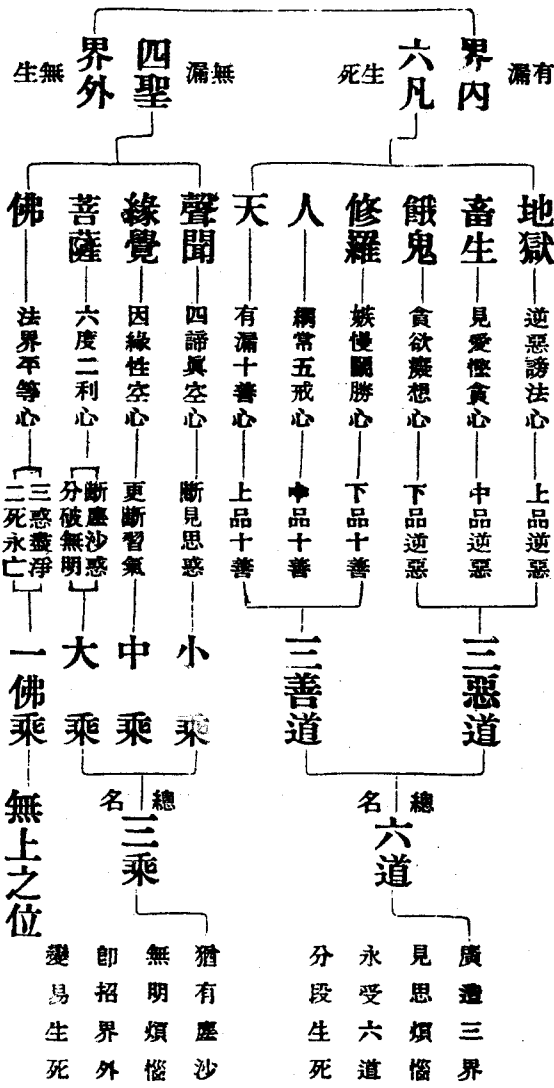 有漏
界內
六凡
生死
無漏
四聖
界外
無生
地獄
畜生
餓鬼
修羅
人
天
聲聞
緣覺
菩薩
佛
逆惡謗法心
見愛慳貪心
貪欲癡想心
嫉慢鬭勝心
綱常五戒心
有漏十善心
四諦眞空心
因緣性空心
六度二利心
法界平等心
上品逆惡
中品逆惡
下品逆惡
下品十善
中品十善
上品十善
斷見思惑
更斷習氣
斷塵沙惑
分破無明
三惑盡淨
二死永亡
三惡道
三善道
小乘
中乘
大乘
一佛乘
總名
六道
總名
三乘
無上之位
廣造三界
見思煩惱
永受六道
分段生死
猶有塵沙
無明煩惱
卽招界外
變易生死